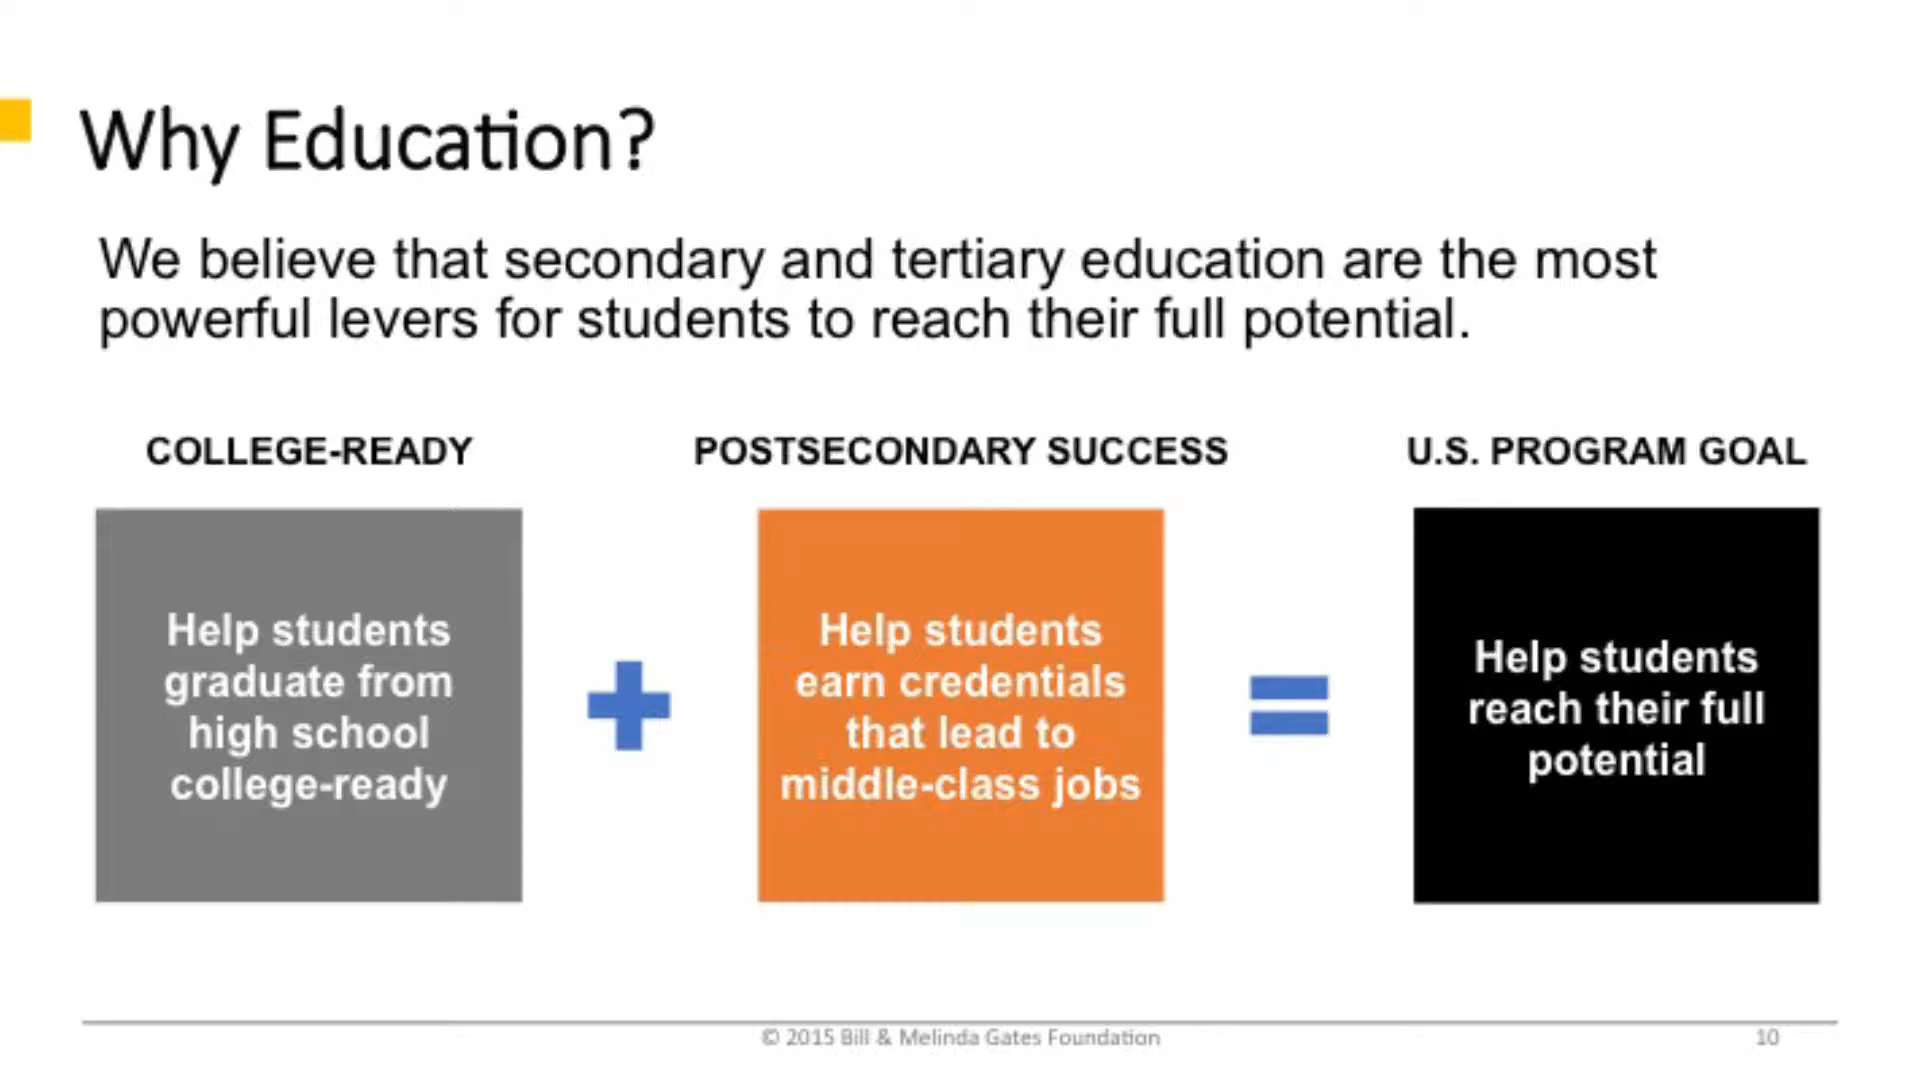 Why Education?
We believe that secondary and tertiary education are the most
powerful levers for students to reach their full potential.
COLLEGE-READY
Help students
graduate from
high school
college-ready
POSTSECONDARY SUCCESS
Help students
earn credentials
that lead to
middle-class jobs
U.S. PROGRAM GOAL
Help students
reach their full
potential
© 2015 Bill & Melinda Gates Foundation
10